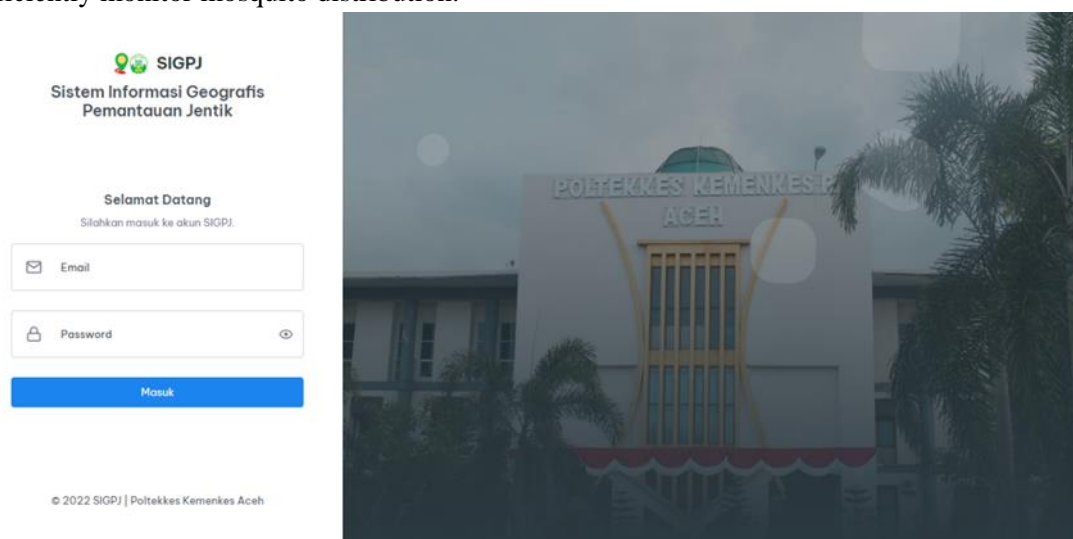 monitor mosquito distribution.
SIGPJ
Sistem Informasi Geografis
Pemantauan Jentik
Selamat Datang
Silahkan masuk ke akun SIGPJ.
Email
Password
Masuk
© 2022 SIGPJ | Poltekkes Kemenkes Aceh
POLTEKKES KEMENKES
ACEH